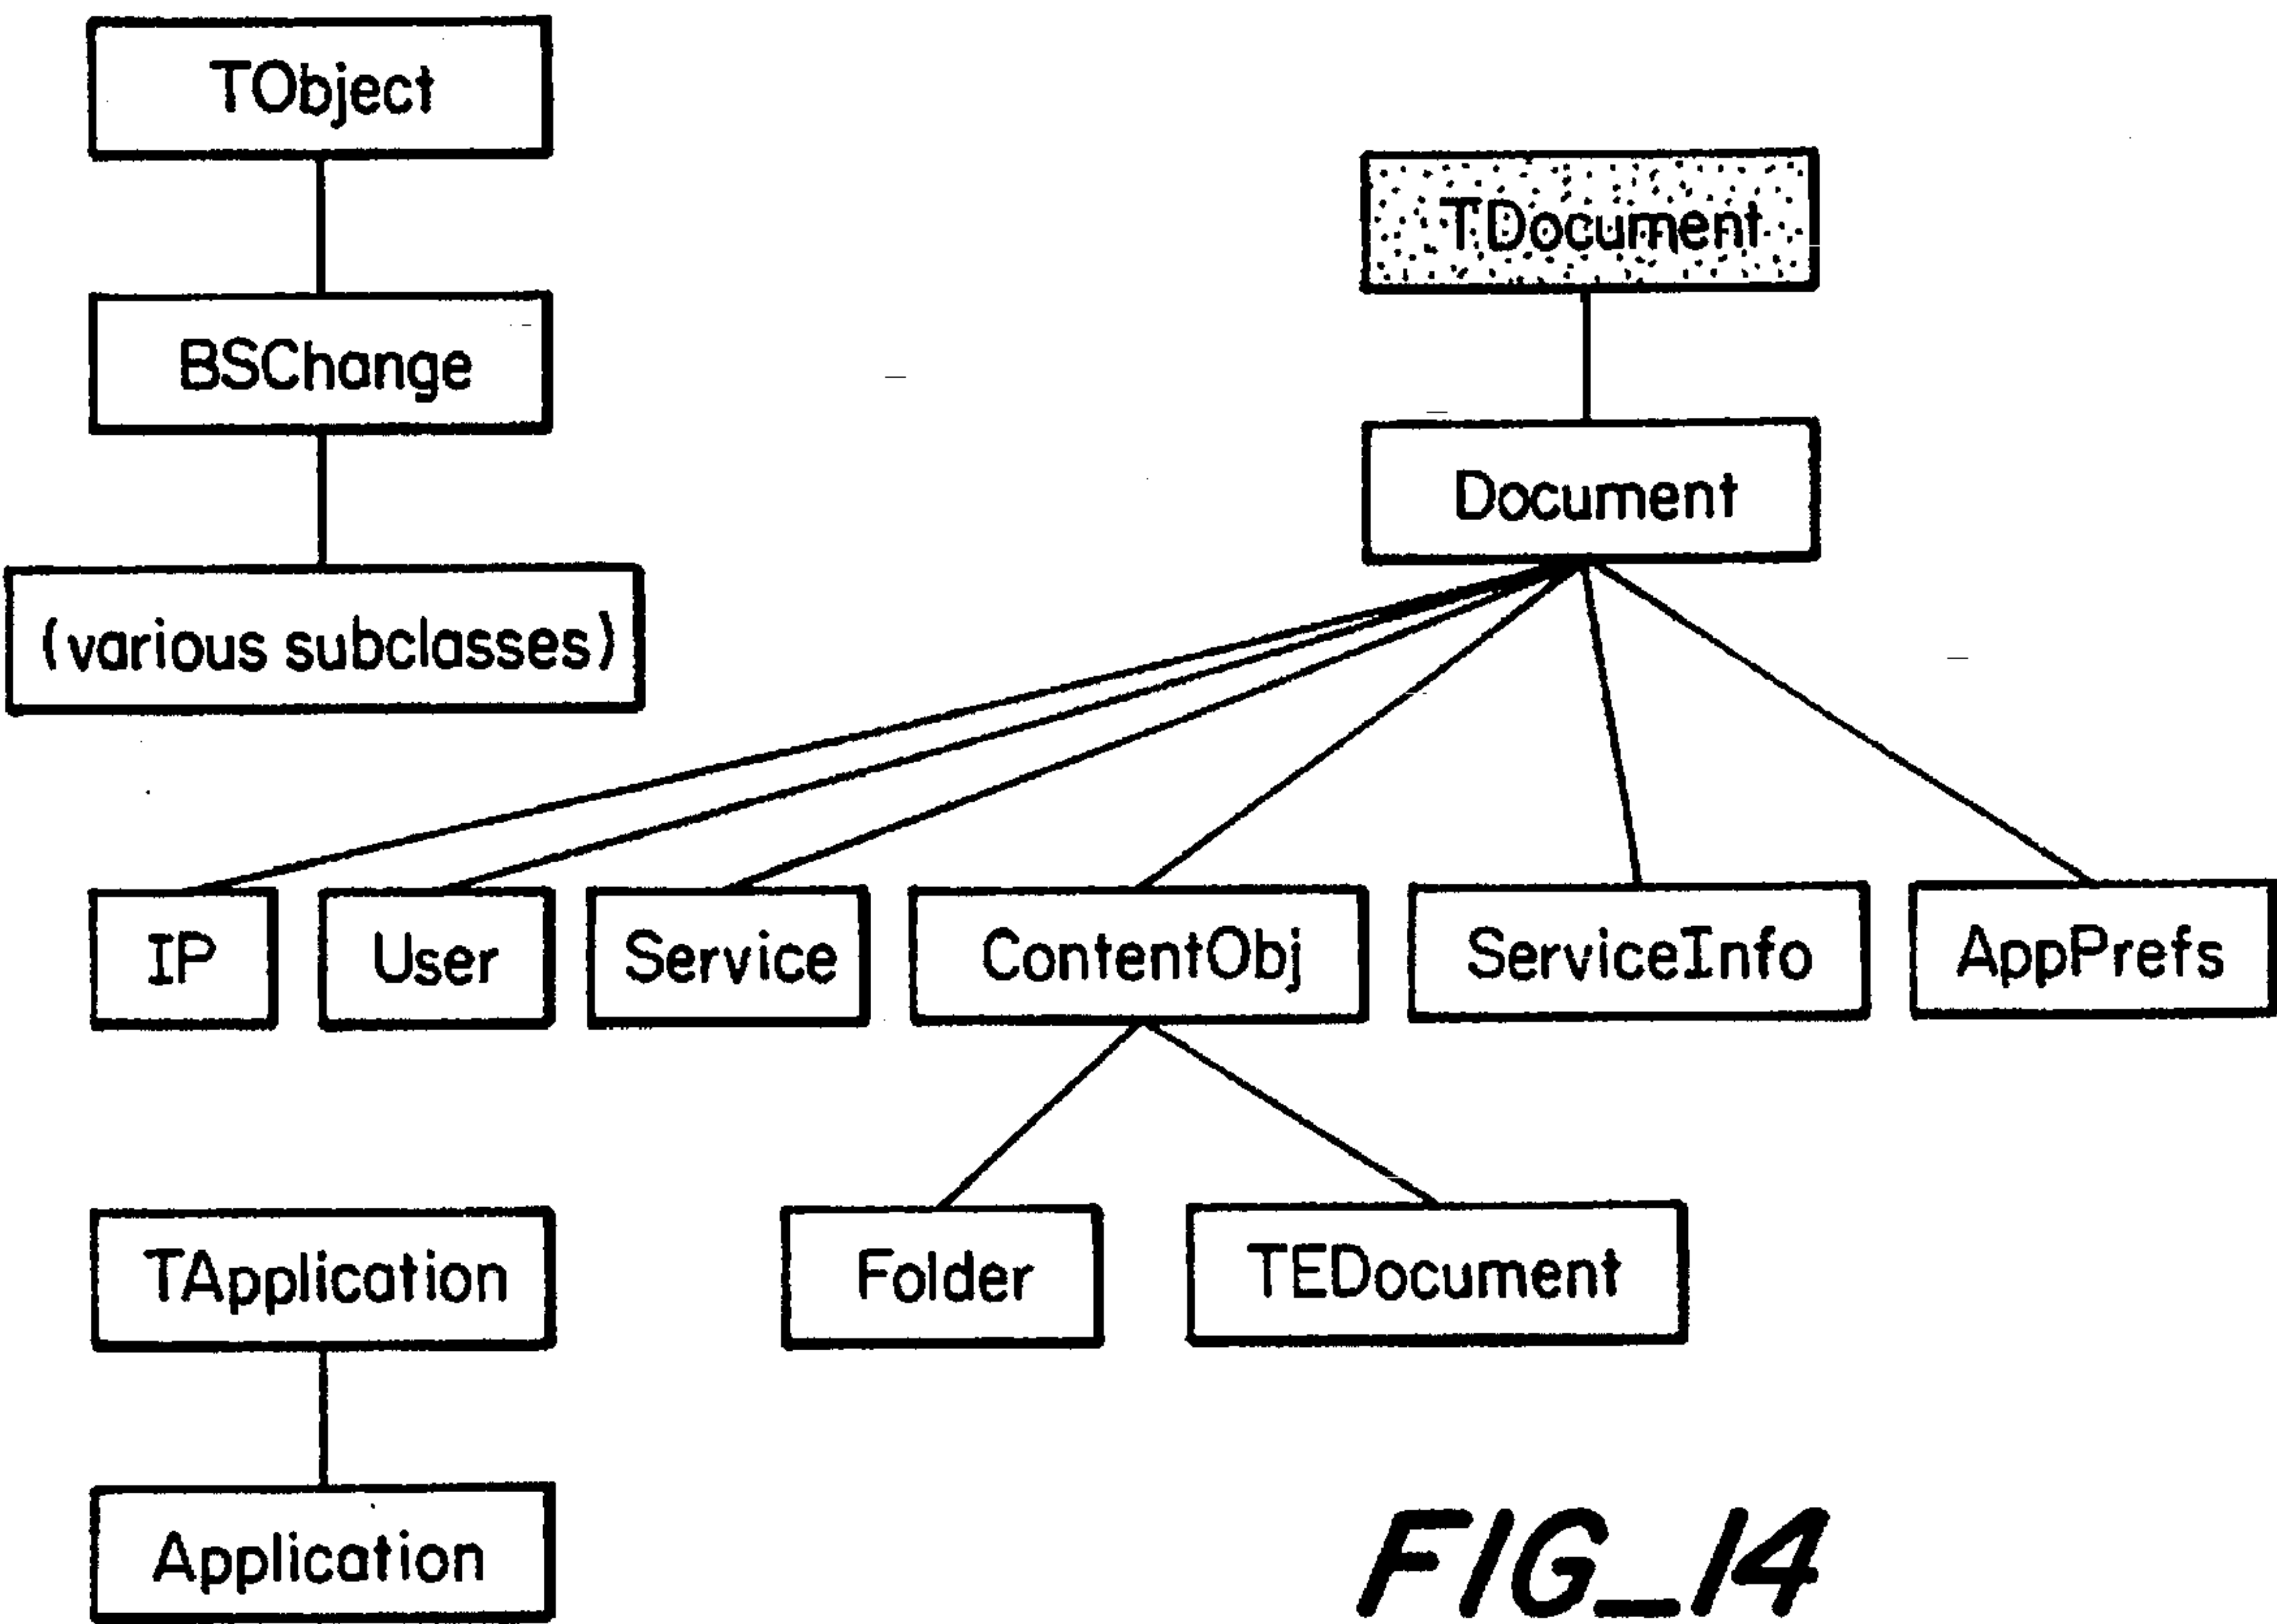 TObject
TDocument
BSChange
Document
(various subclasses)
IP
User
Service
ContentObj
ServiceInfo
AppPrefs
TApplication
Folder
TEDocument
Application
FIG_14